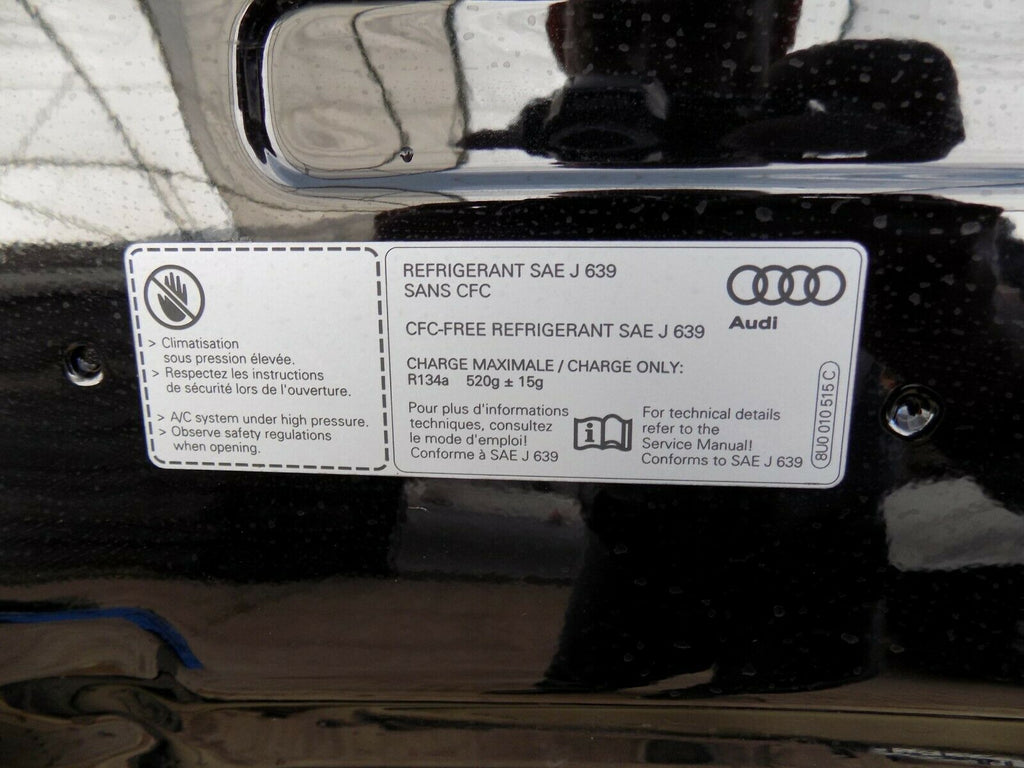 > Climatisation
sous pression élevée.
> Respectez les instructions
de sécurité lors de l'ouverture.
> A/C system under high pressure.
> Observe safety regulations
when opening.
REFRIGERANT SAE J 639
SANS CFC
CFC-FREE REFRIGERANT SAE J 639
Audi
CHARGE MAXIMALE / CHARGE ONLY:
R134a 520g ± 15g
Pour plus d'informations
techniques, consultez
le mode d'emploi!
Conforme à SAE J 639
i
For technical details
refer to the
Service Manual!
Conforms to SAE J 639
8U0 010 515 C